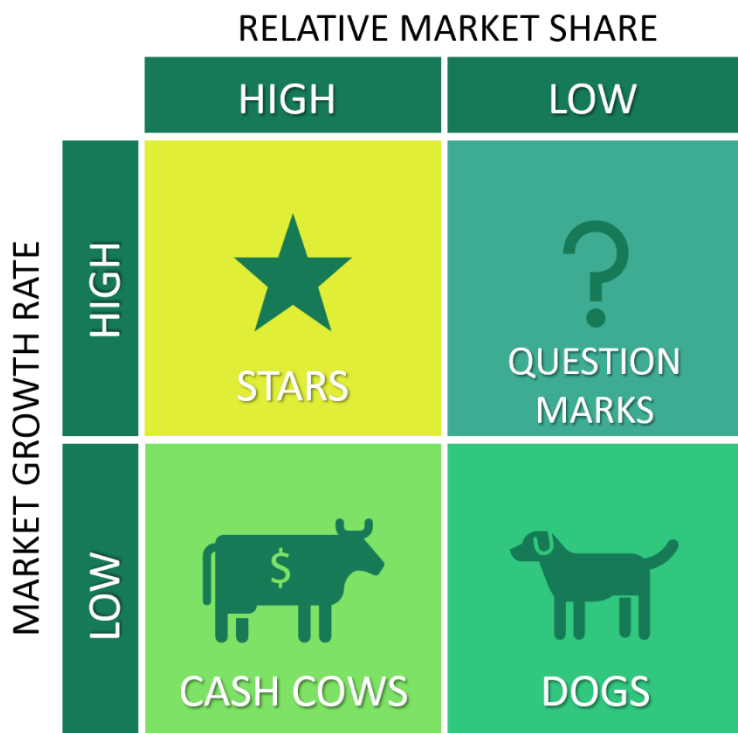 RELATIVE MARKET SHARE
HIGH
LOW
MARKET GROWTH RATE
HIGH
STARS
?
QUESTION
MARKS
LOW
$
CASH COWS
DOGS